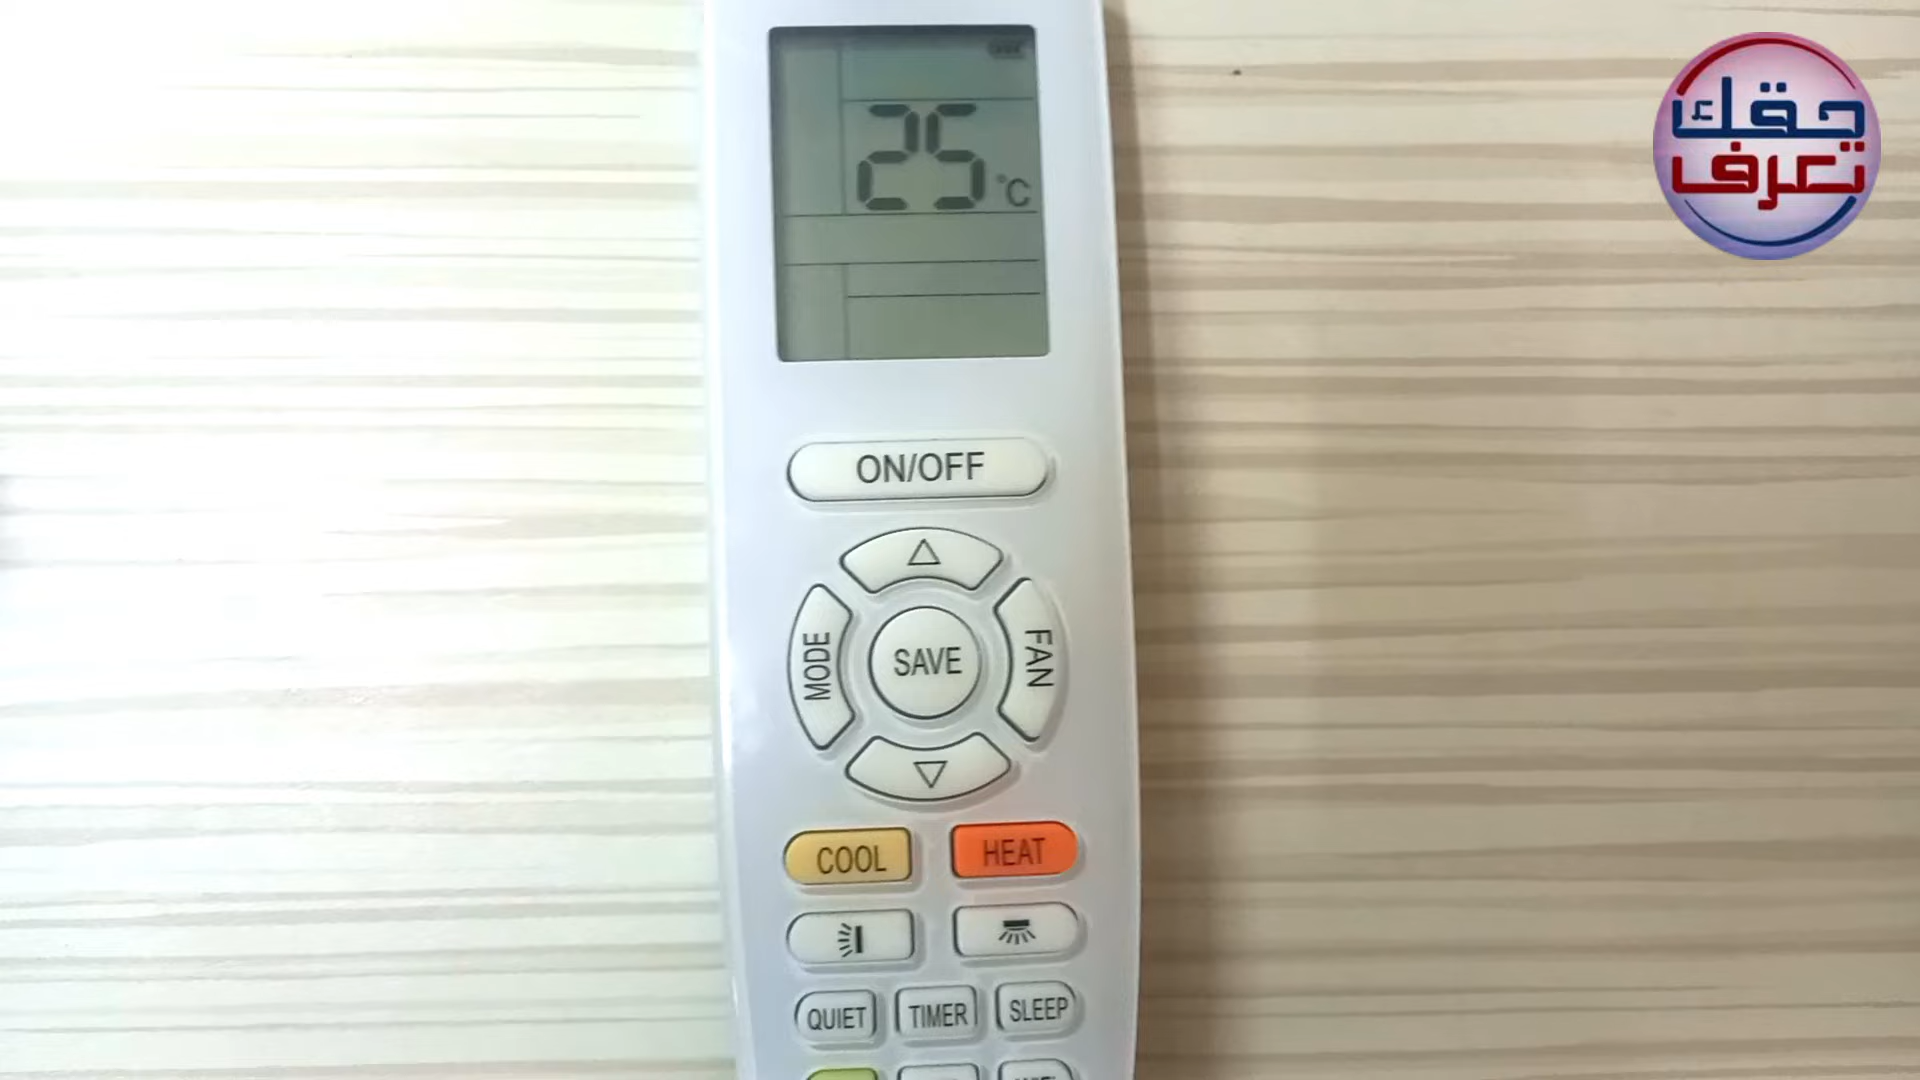 حقك
تعرف
25 °C
ON/OFF
MODE
SAVE
FAN
COOL
HEAT
QUIET
TIMER
SLEEP